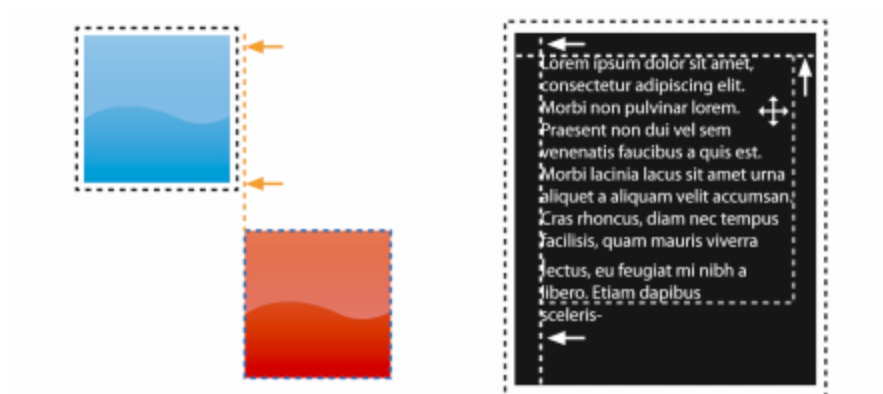 Lorem ipsum dolor sit amet,
consectetur adipiscing elit.
Morbi non pulvinar lorem.
Praesent non dui vel sem
venenatis faucibus a quis est.
Morbi lacinia lacus sit amet urna
aliquet a aliquam velit accumsan.
Cras rhoncus, diam nec tempus
facilisis, quam mauris viverra
lectus, eu feugiat mi nibh a
libero. Etiam dapibus
sceleris-